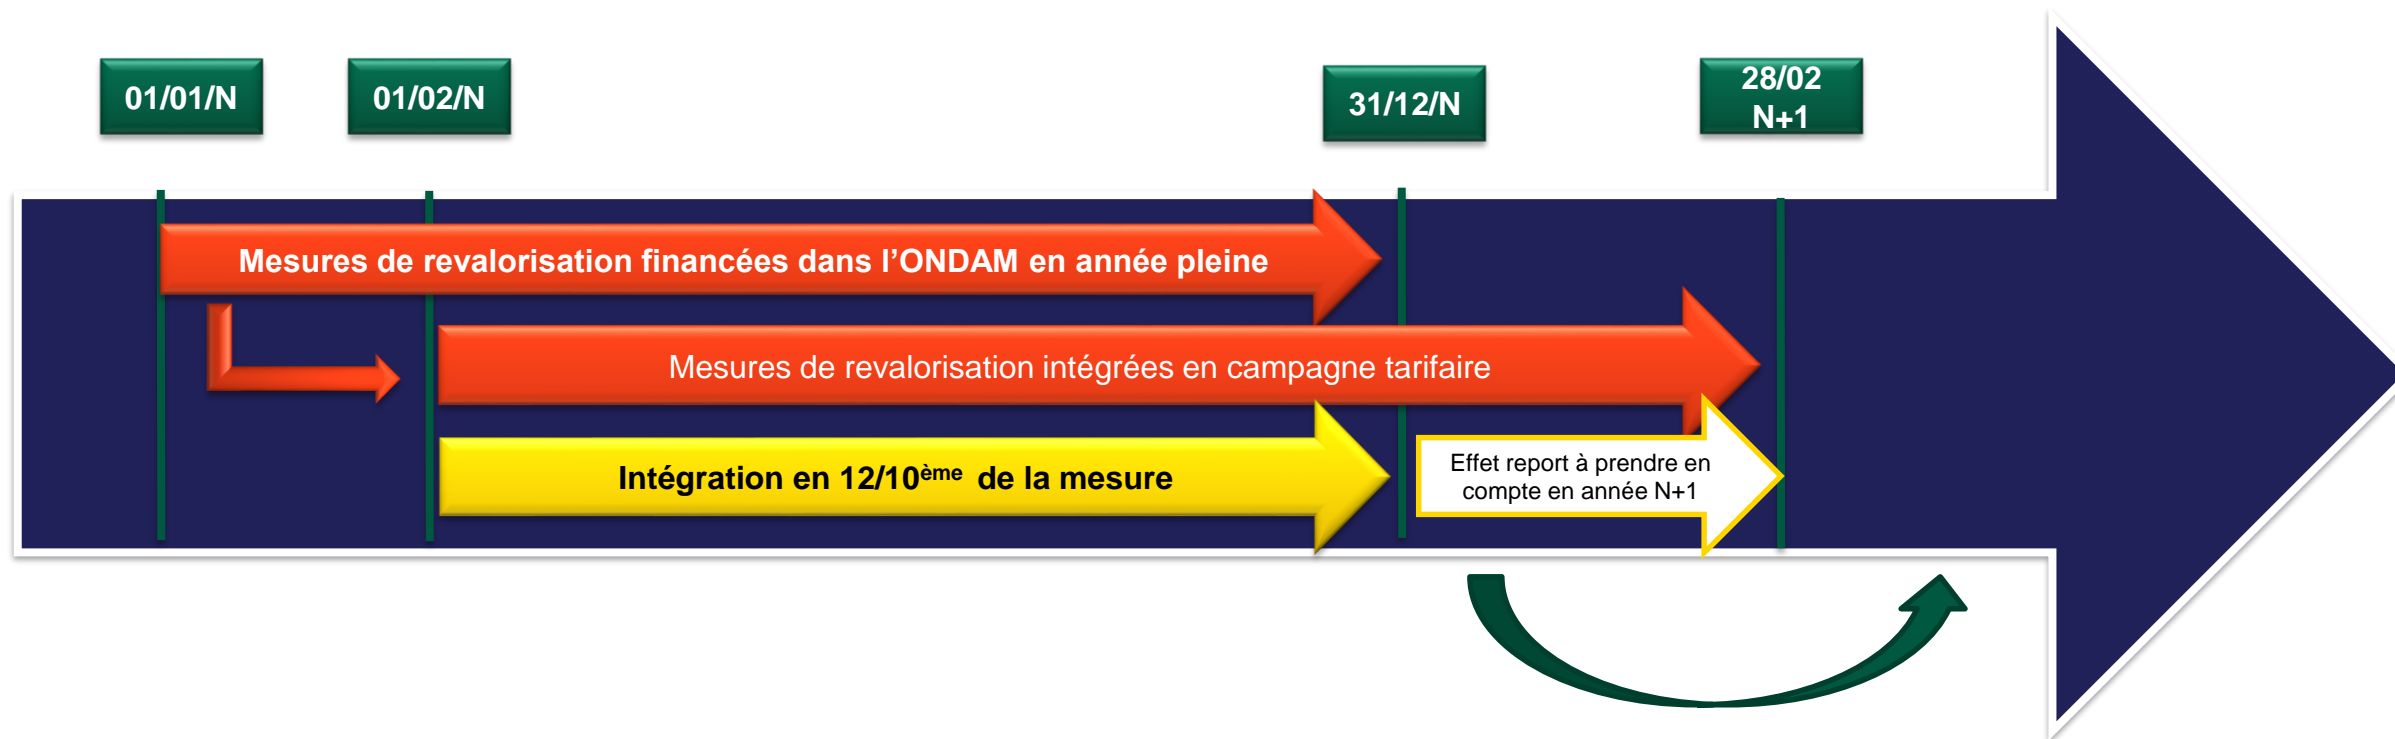 01/01/N
01/02/N
31/12/N
28/02
N+1
Mesures de revalorisation financées dans l’ONDAM en année pleine
Mesures de revalorisation intégrées en campagne tarifaire
Intégration en 12/10ème de la mesure
Effet report à prendre en
compte en année N+1